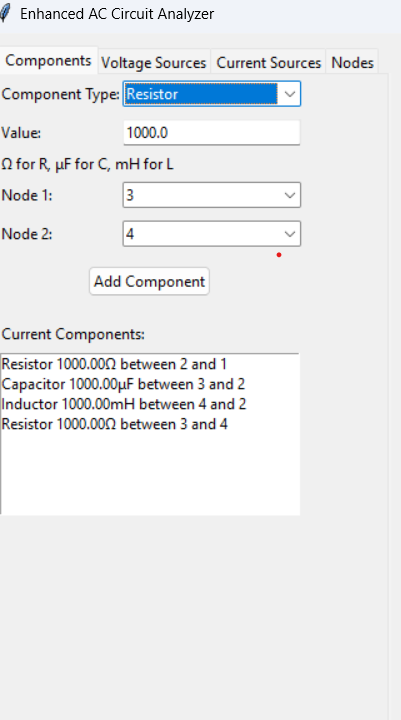 Enhanced AC Circuit Analyzer
Components Voltage Sources Current Sources Nodes
Component Type: Resistor
Value: 1000.0
Ω for R, µF for C, mH for L
Node 1: 3
Node 2: 4
Add Component
Current Components:
Resistor 1000.00Ω between 2 and 1
Capacitor 1000.00µF between 3 and 2
Inductor 1000.00mH between 4 and 2
Resistor 1000.00Ω between 3 and 4